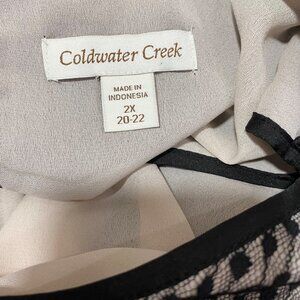 Coldwater Creek
MADE IN
INDONESIA
2X
20-22